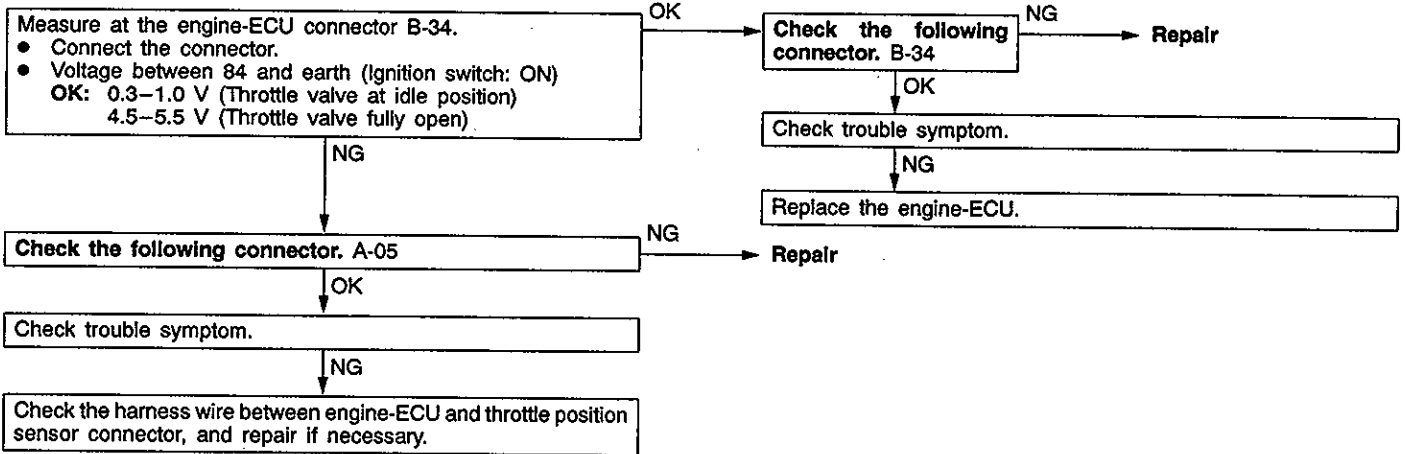 Measure at the engine-ECU connector B-34.
● Connect the connector.
● Voltage between 84 and earth (Ignition switch: ON)
OK: 0.3–1.0 V (Throttle valve at idle position)
4.5–5.5 V (Throttle valve fully open)
OK
Check the following
connector. B-34
NG
Repair
OK
Check trouble symptom.
NG
Replace the engine-ECU.
NG
Check the following connector. A-05
NG
Repair
OK
Check trouble symptom.
NG
Check the harness wire between engine-ECU and throttle position
sensor connector, and repair if necessary.